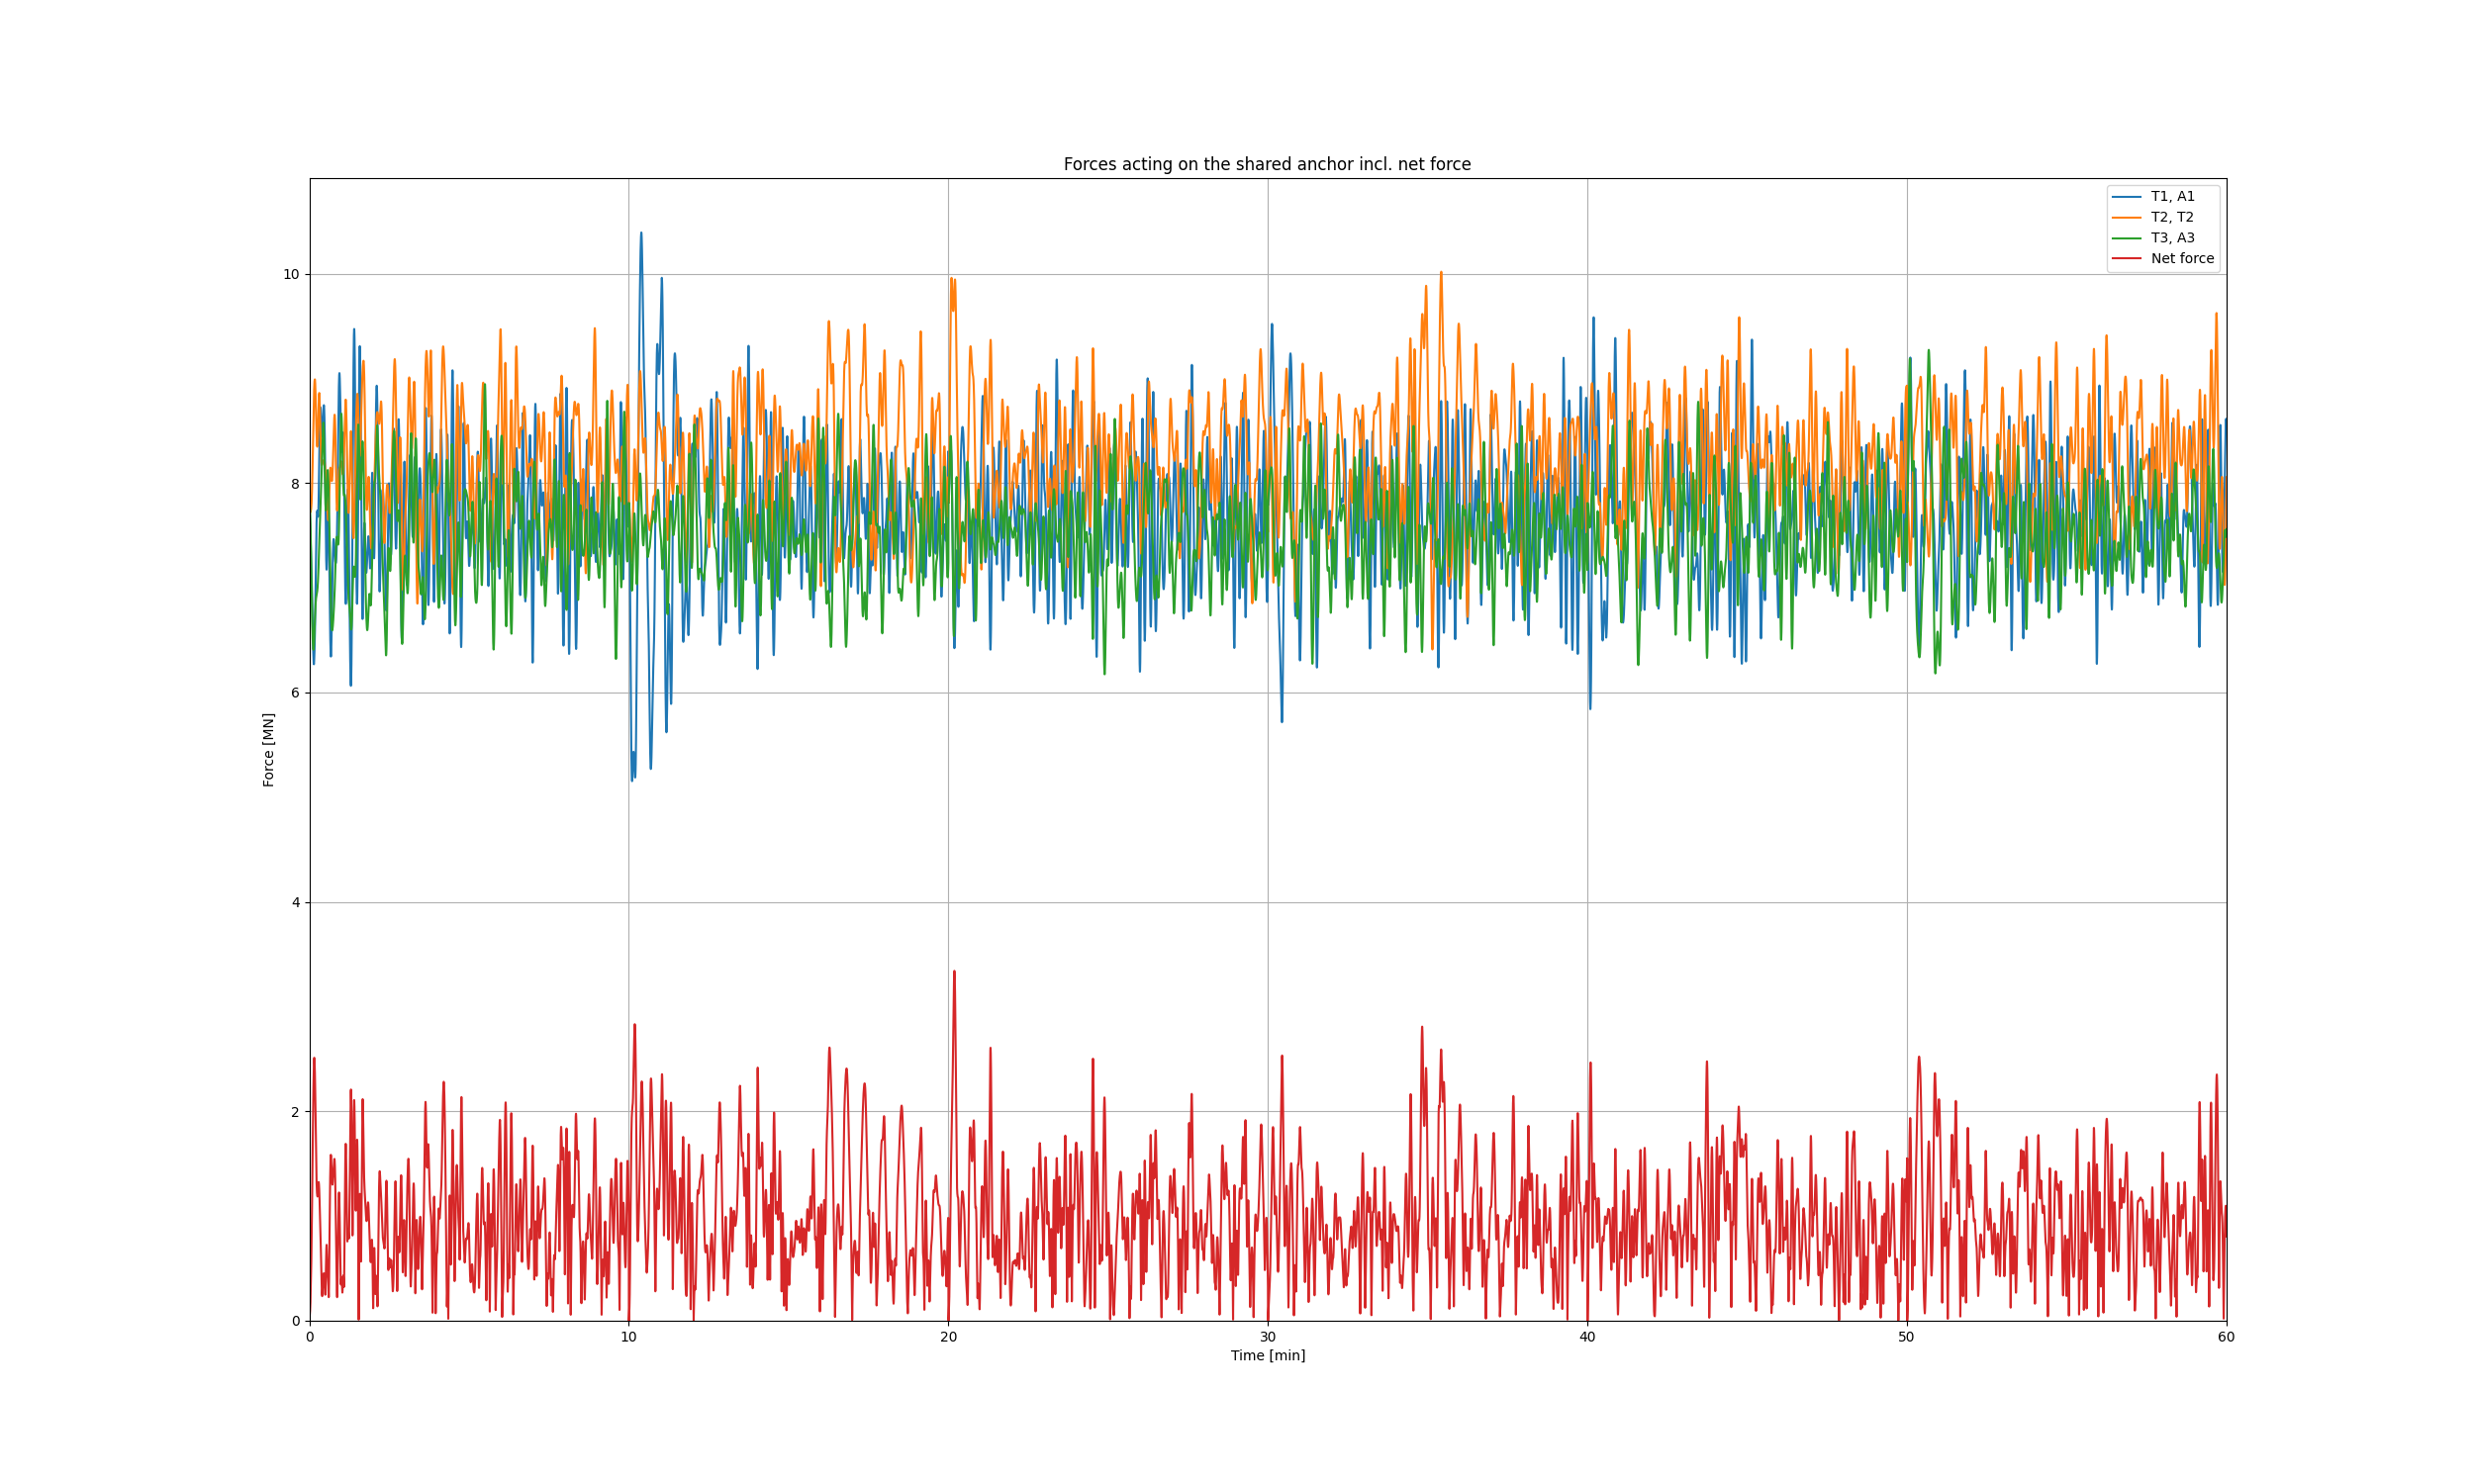 Forces acting on the shared anchor incl. net force
T1, A1
T2, T2
T3, A3
Net force
Force [MN]
10
8
6
4
2
0
0 10 20 30 40 50 60
Time [min]